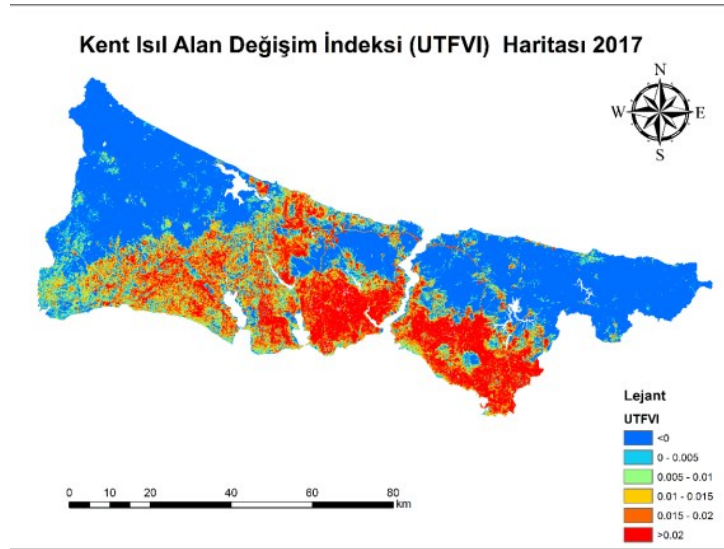 Kent Isıl Alan Değişim İndeksi (UTFVI) Haritası 2017
N
W E
S
Lejant
UTFVI
<0
0 - 0.005
0.005 - 0.01
0.01 - 0.015
0.015 - 0.02
>0.02
0 10 20 40 60 80
km